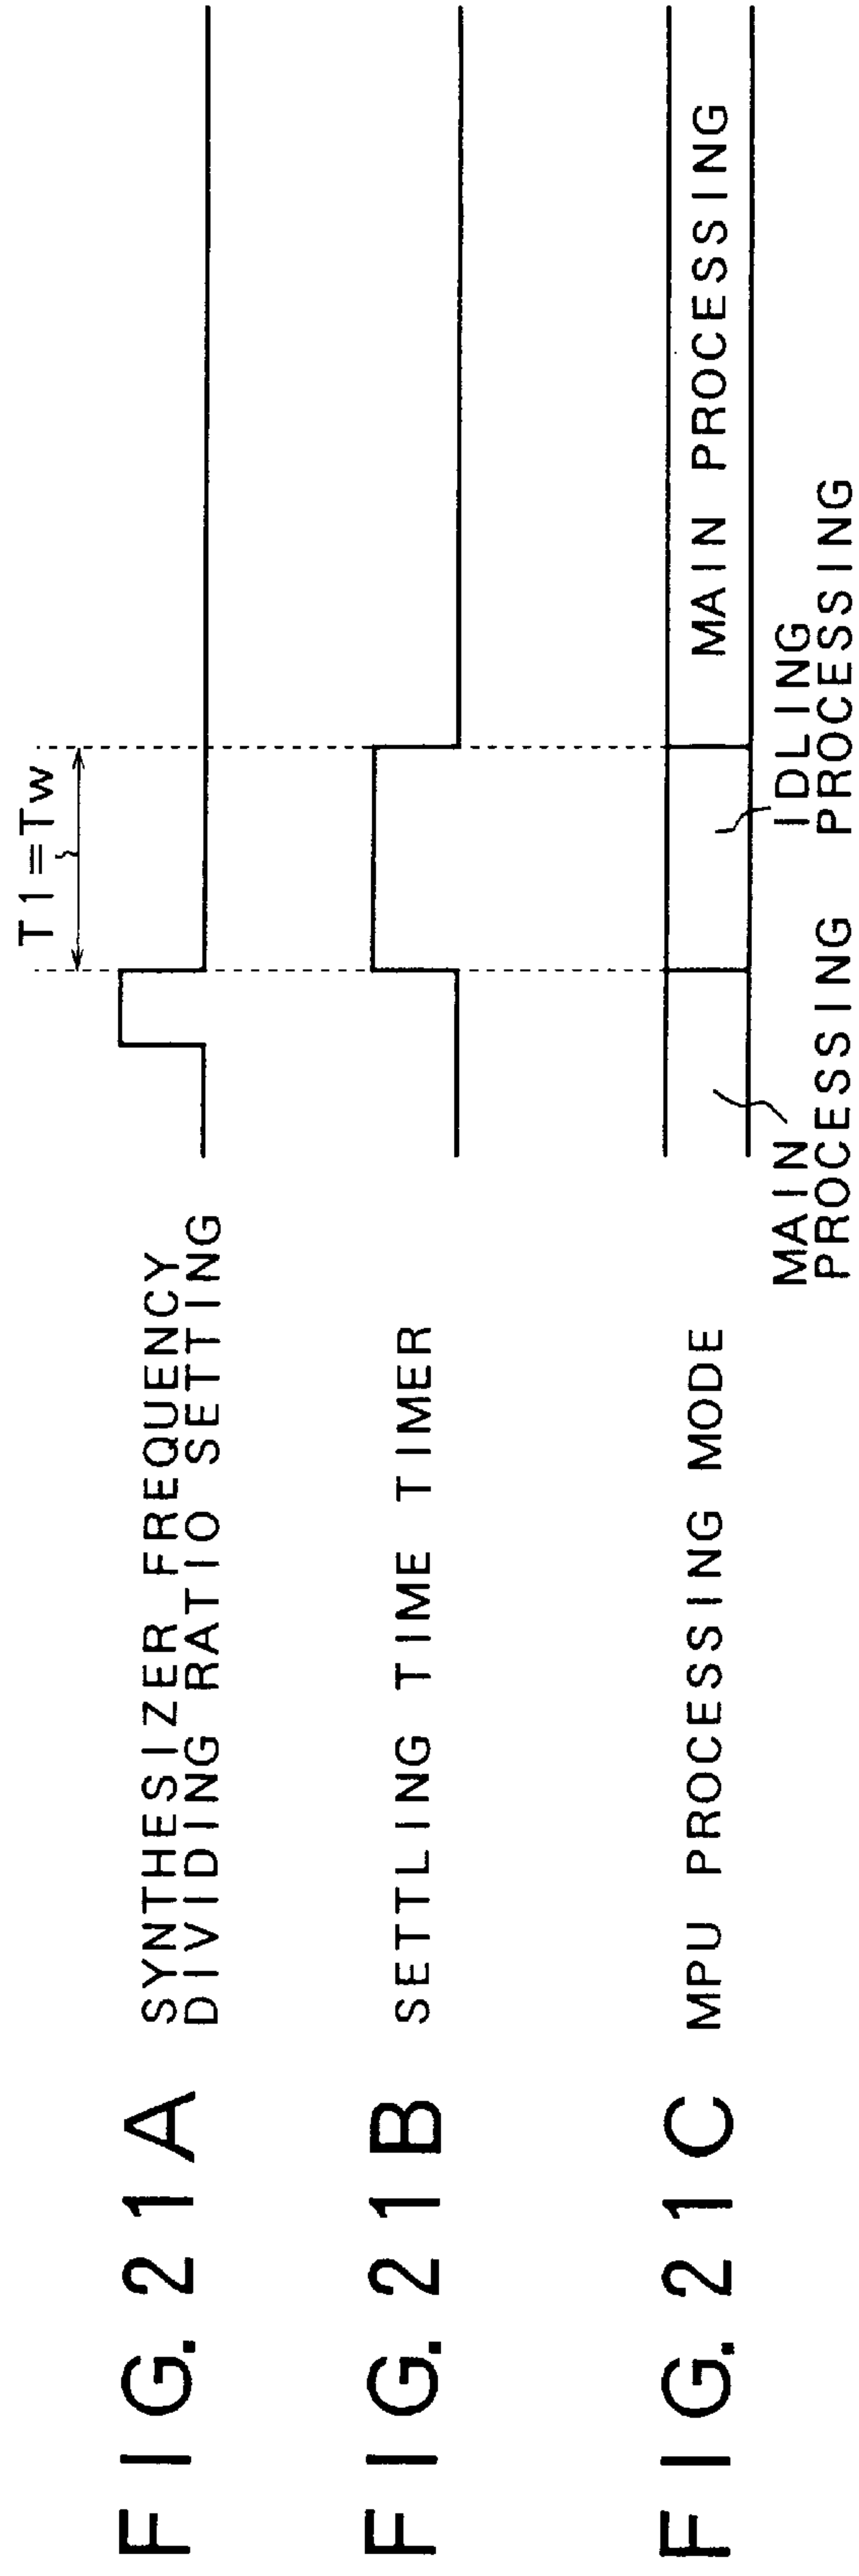 T1=Tw
FIG. 21A
SYNTHESIZER FREQUENCY
DIVIDING RATIO SETTING
FIG. 21B
SETTLING TIME TIMER
FIG. 21C
MPU PROCESSING MODE
MAIN PROCESSING
MAIN
PROCESSING
IDLING
PROCESSING